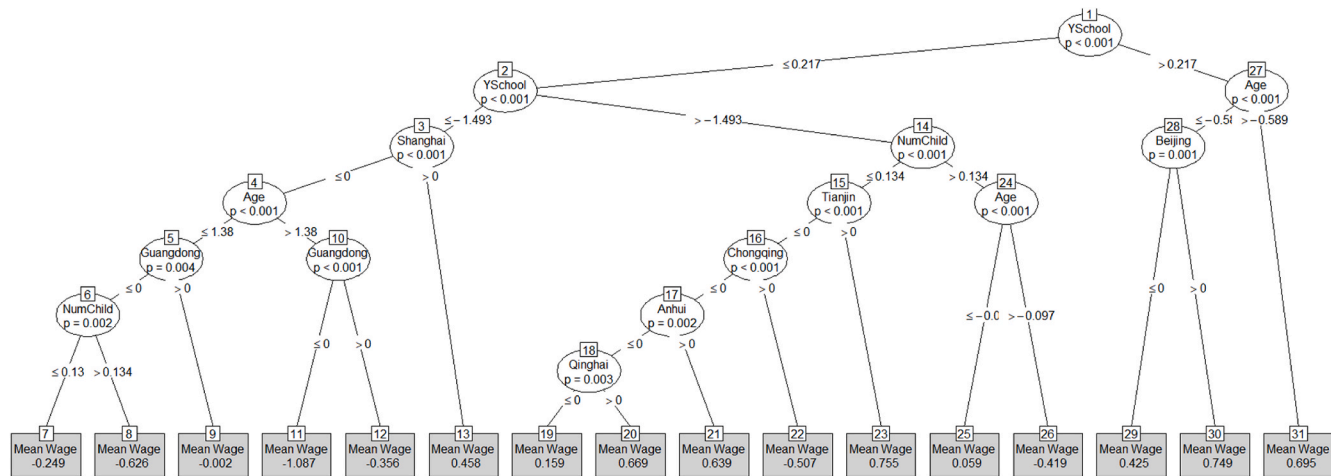 1
YSchool
p < 0.001
≤ 0.217
> 0.217
2
YSchool
p < 0.001
27
Age
p < 0.001
≤ −1.493
> −1.493
≤ −0.58
> −0.589
3
Shanghai
p < 0.001
14
NumChild
p < 0.001
28
Beijing
p = 0.001
≤ 0
> 0
≤ 0.134
> 0.134
4
Age
p < 0.001
15
Tianjin
p < 0.001
24
Age
p < 0.001
≤ 1.38
> 1.38
≤ 0
> 0
5
Guangdong
p = 0.004
10
Guangdong
p < 0.001
16
Chongqing
p < 0.001
≤ 0
> 0
≤ 0
> 0
≤ 0
> 0
6
NumChild
p = 0.002
17
Anhui
p = 0.002
≤ −0.0
> −0.097
≤ 0
> 0
≤ 0
> 0
18
Qinghai
p = 0.003
≤ 0.13
> 0.134
≤ 0
> 0
7
Mean Wage
-0.249
8
Mean Wage
-0.626
9
Mean Wage
-0.002
11
Mean Wage
-1.087
12
Mean Wage
-0.356
13
Mean Wage
0.458
19
Mean Wage
0.159
20
Mean Wage
0.669
21
Mean Wage
0.639
22
Mean Wage
-0.507
23
Mean Wage
0.755
25
Mean Wage
0.059
26
Mean Wage
-0.419
29
Mean Wage
0.425
30
Mean Wage
0.749
31
Mean Wage
0.695